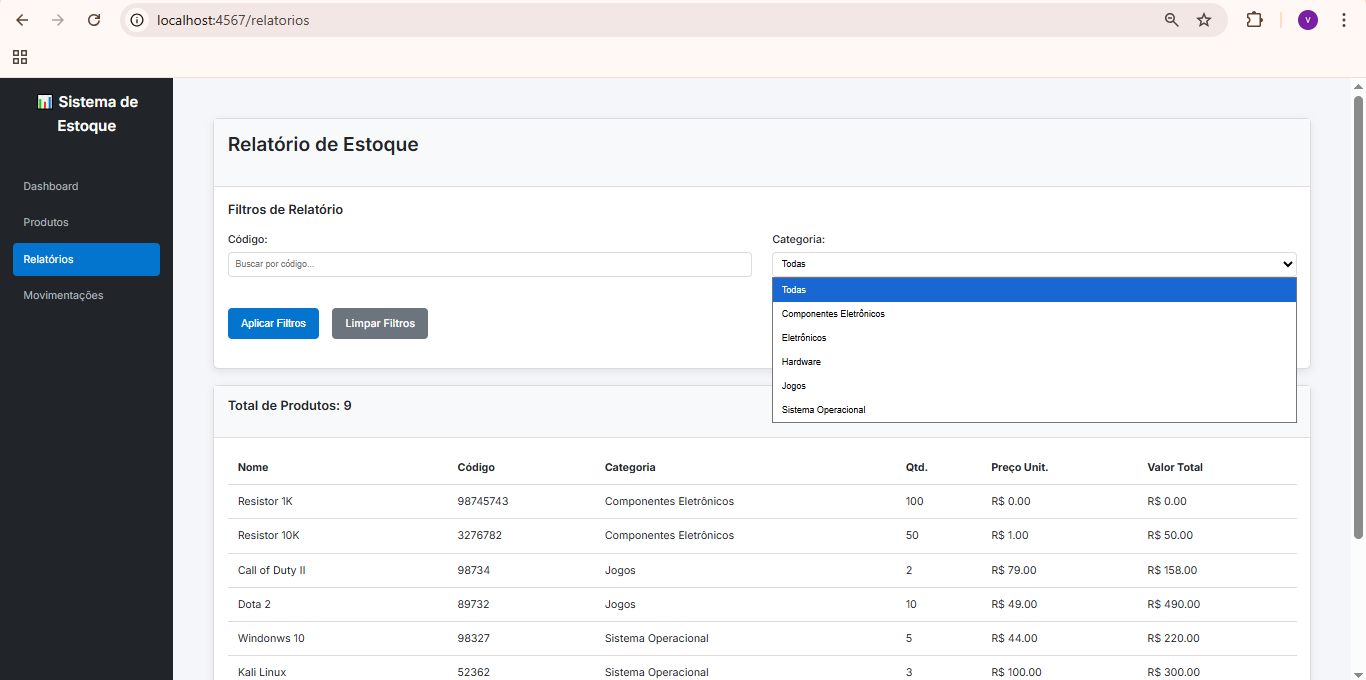 localhost:4567/relatorios
V
Sistema de
Estoque
Dashboard
Produtos
Relatórios
Movimentações
Relatório de Estoque
Filtros de Relatório
Código:
Categoria:
Buscar por código...
Todas
Todas
Componentes Eletrônicos
Eletrônicos
Hardware
Jogos
Sistema Operacional
Aplicar Filtros
Limpar Filtros
Total de Produtos: 9
Nome Código Categoria Qtd. Preço Unit. Valor Total
Resistor 1K 98745743 Componentes Eletrônicos 100 R$ 0.00 R$ 0.00
Resistor 10K 3276782 Componentes Eletrônicos 50 R$ 1.00 R$ 50.00
Call of Duty II 98734 Jogos 2 R$ 79.00 R$ 158.00
Dota 2 89732 Jogos 10 R$ 49.00 R$ 490.00
Windonws 10 98327 Sistema Operacional 5 R$ 44.00 R$ 220.00
Kali Linux 52362 Sistema Operacional 3 R$ 100.00 R$ 300.00